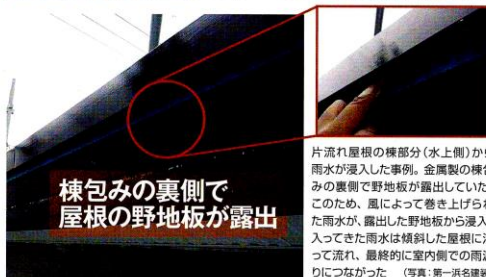 棟包みの裏側で
屋根の野地板が露出
片流れ屋根の棟部分(水上側)から
雨水が浸入した事例。金属製の棟包
みの裏側で野地板が露出していた
このため、風によって巻き上げられ
た雨水が、露出した野地板から浸入
入ってきた雨水は傾斜した屋根に沿
って流れ、最終的に室内側での雨漏
りにつながった (写真:第一浜名建装